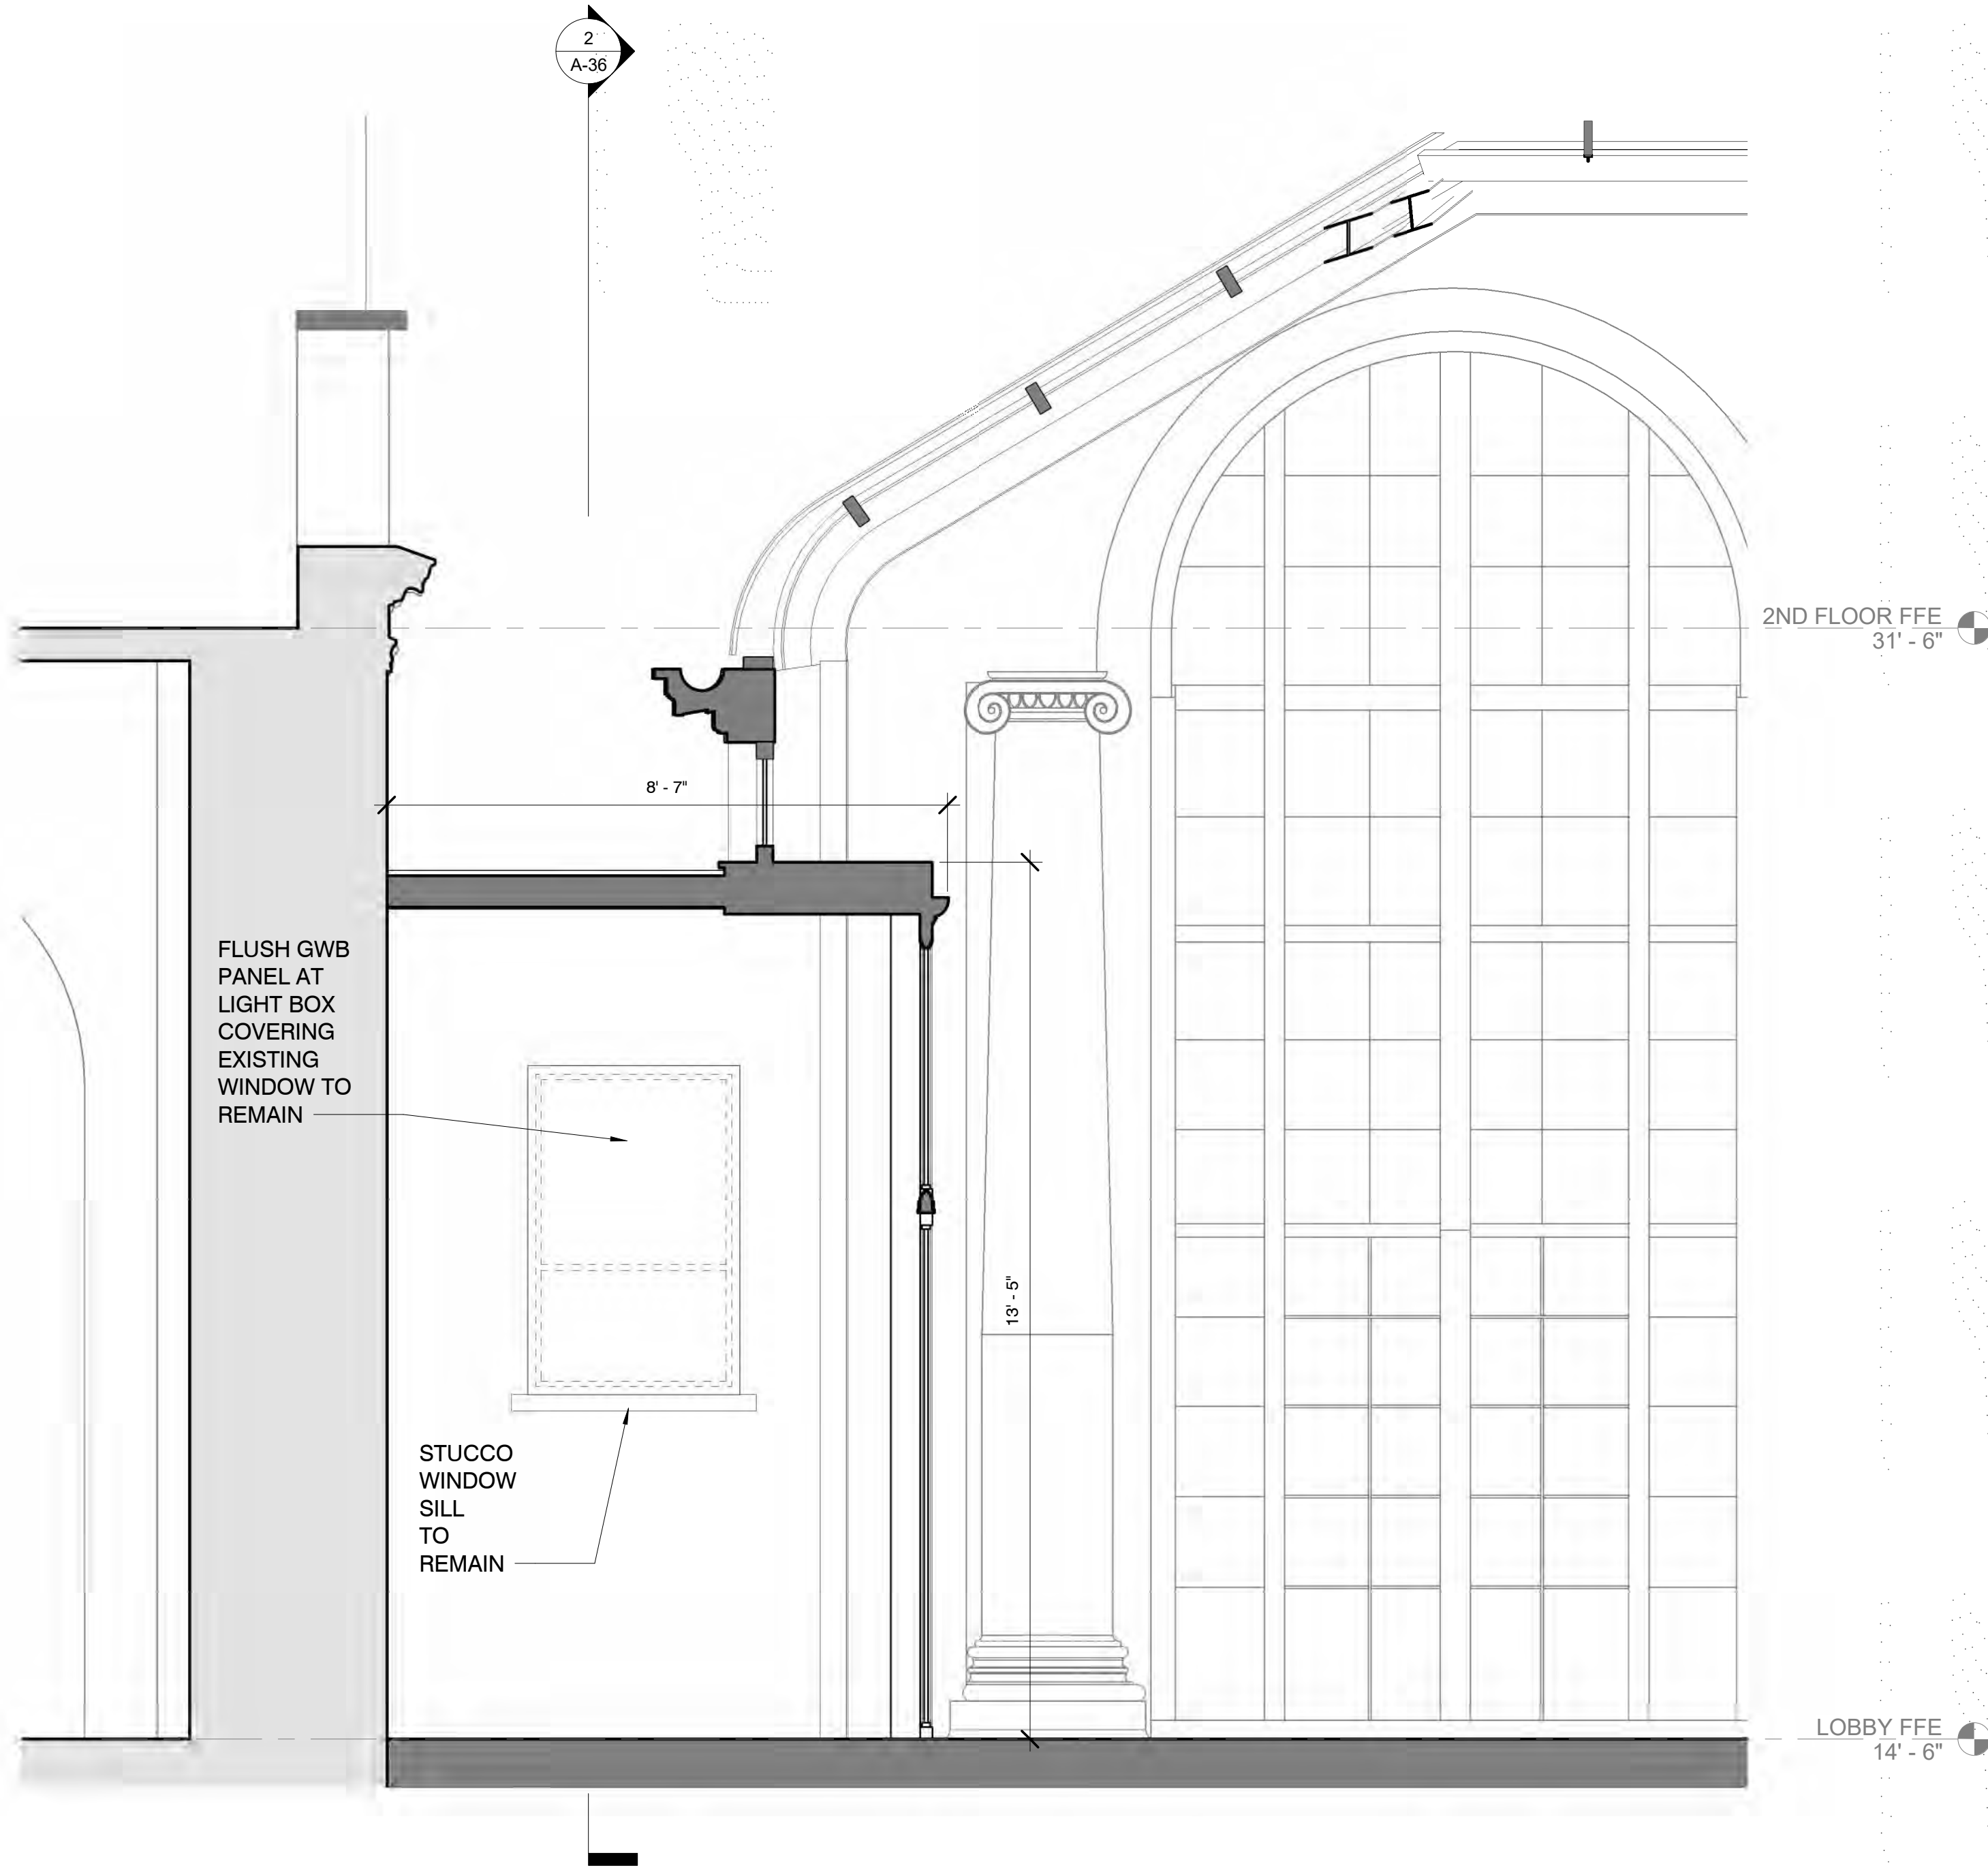 2
A-36
2ND FLOOR FFE
31' - 6"
8' - 7"
FLUSH GWB
PANEL AT
LIGHT BOX
COVERING
EXISTING
WINDOW TO
REMAIN
13' - 5"
STUCCO
WINDOW
SILL
TO
REMAIN
LOBBY FFE
14' - 6"